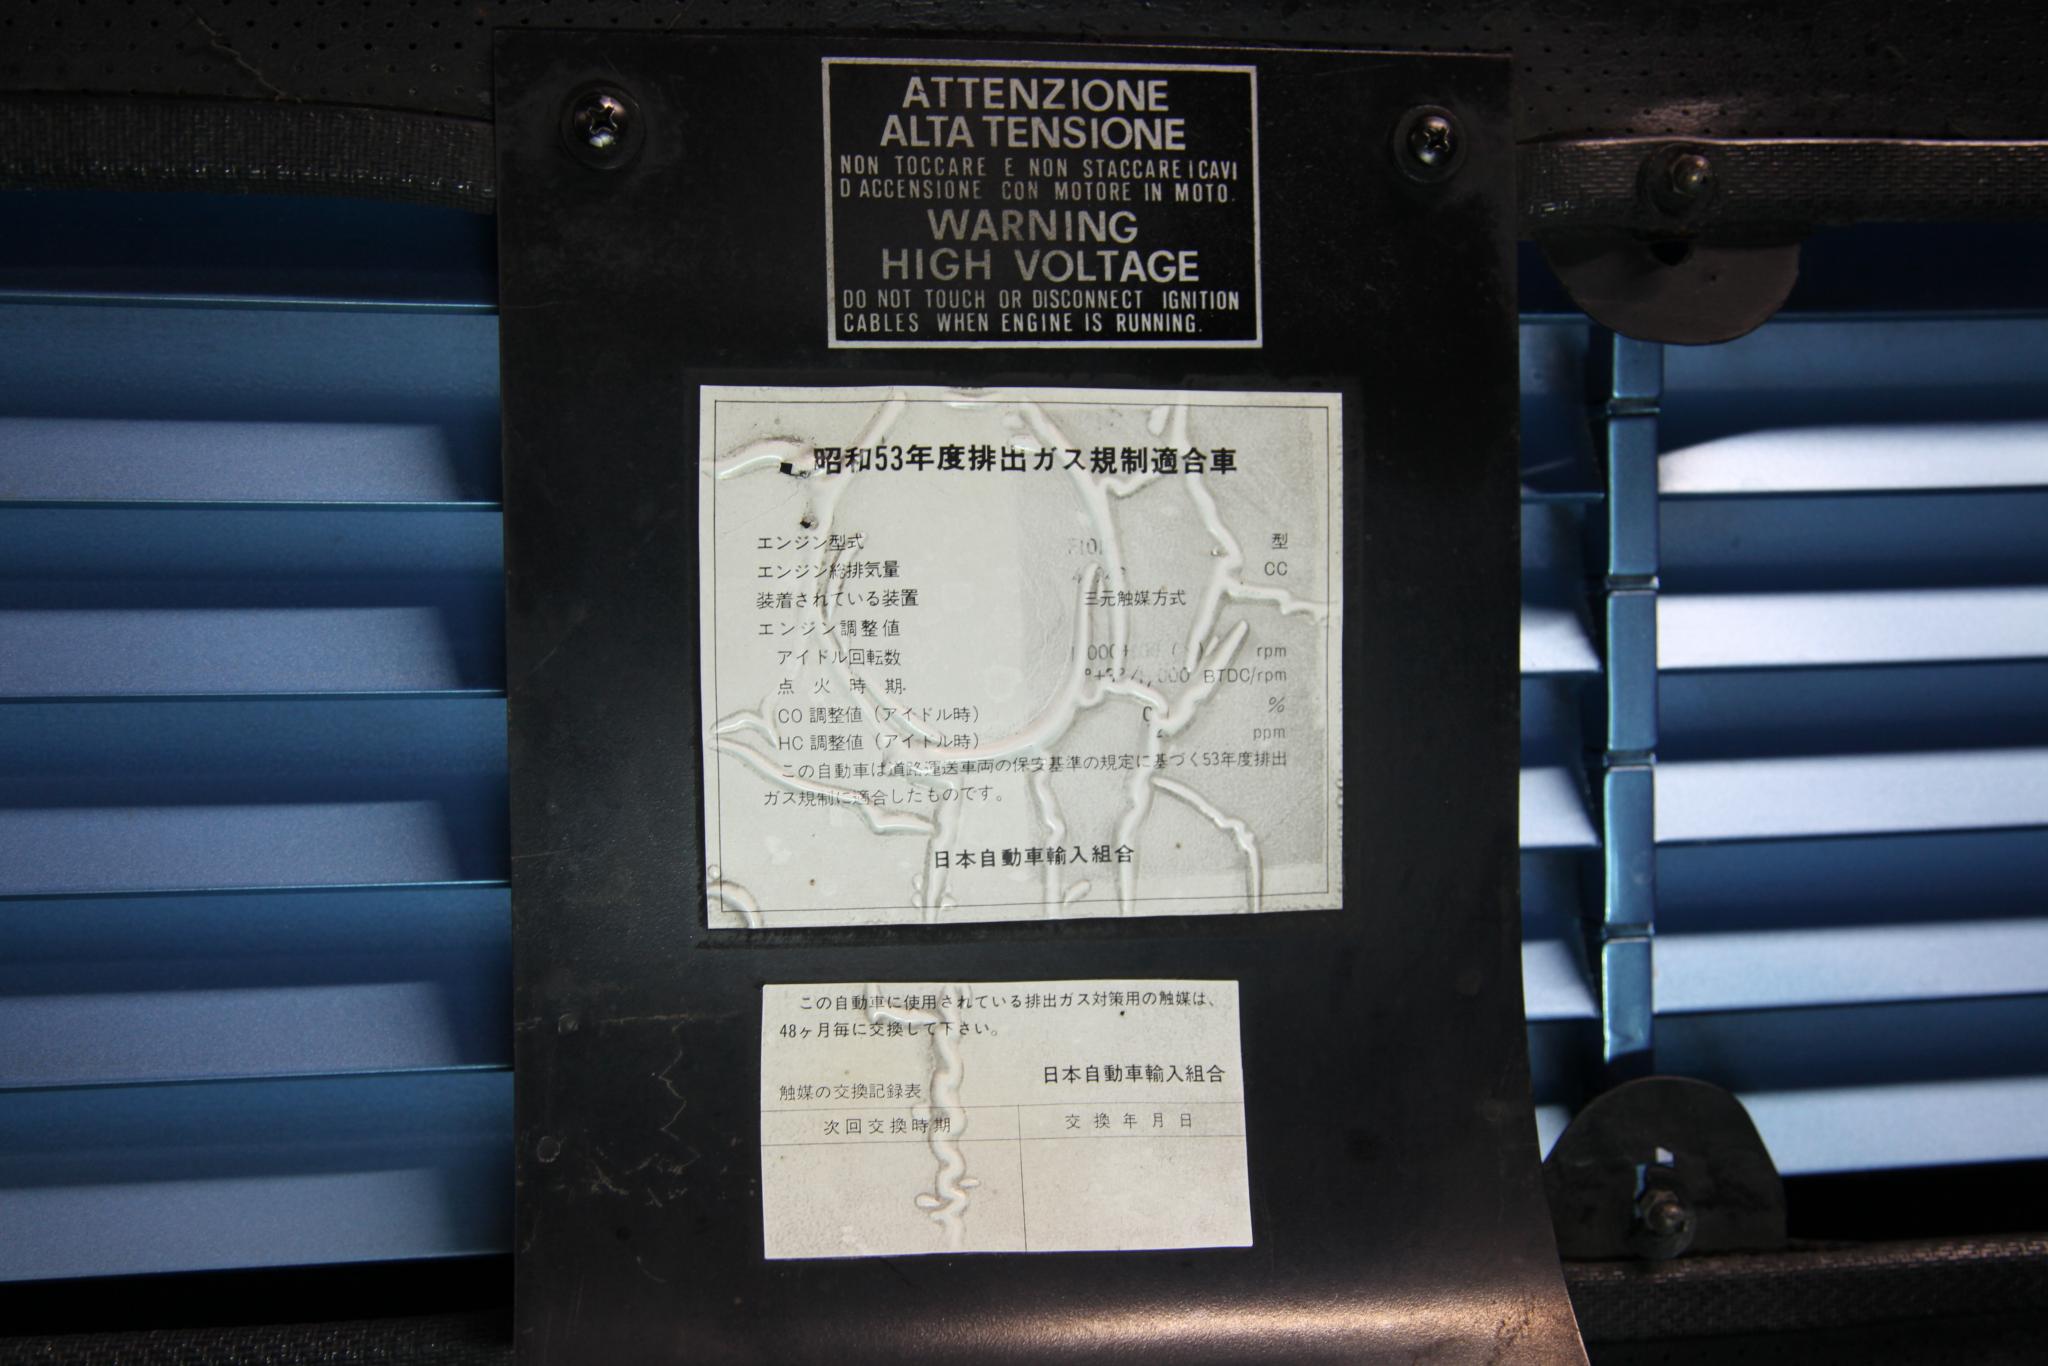 ATTENZIONE
ALTA TENSIONE
NON TOCCARE E NON STACCARE I CAVI
D ACCENSIONE CON MOTORE IN MOTO.
WARNING
HIGH VOLTAGE
DO NOT TOUCH OR DISCONNECT IGNITION
CABLES WHEN ENGINE IS RUNNING.
昭和53年度排出ガス規制適合車
エンジン型式 型
エンジン総排気量 CC
装着されている装置 三元触媒方式
エンジン調整値
アイドル回転数 rpm
点火時期 BTDC/rpm
CO 調整値（アイドル時） %
HC 調整値（アイドル時） ppm
この自動車は道路運送車両の保安基準の規定に基づく53年度排出
ガス規制に適合したものです。
日本自動車輸入組合
この自動車に使用されている排出ガス対策用の触媒は、
48ヶ月毎に交換して下さい。
日本自動車輸入組合
触媒の交換記録表
次回交換時期 交換年月日